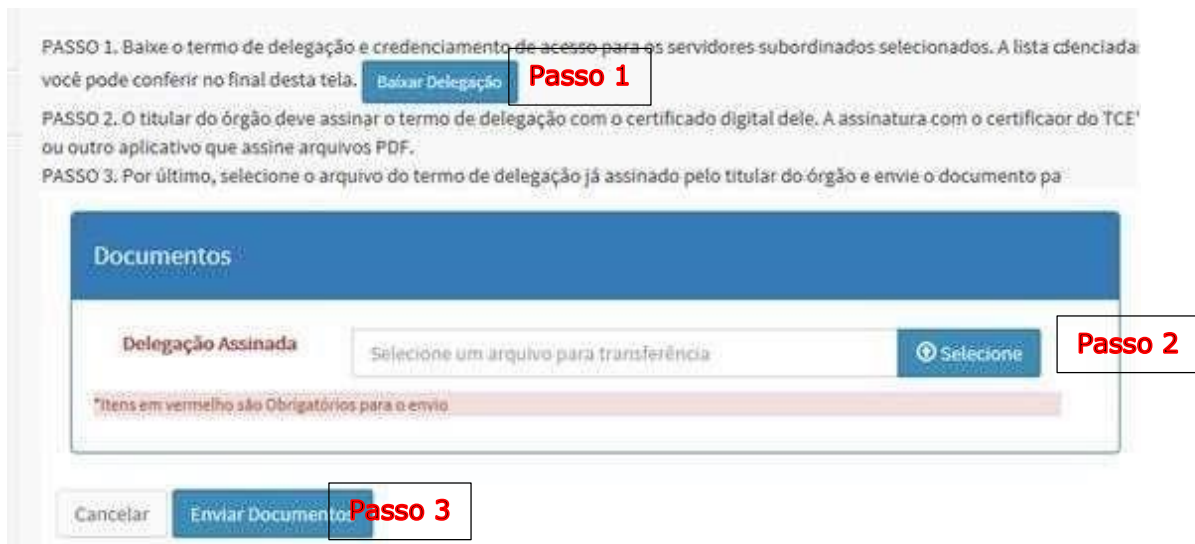 PASSO 1. Baixe o termo de delegação e credenciamento de acesso para os servidores subordinados selecionados. A lista cdenciada
você pode conferir no final desta tela. Baixar Delegação Passo 1
PASSO 2. O titular do órgão deve assinar o termo de delegação com o certificado digital dele. A assinatura com o certificaor do TCE'
ou outro aplicativo que assine arquivos PDF.
PASSO 3. Por último, selecione o arquivo do termo de delegação já assinado pelo titular do órgão e envie o documento pa
Documentos
Delegação Assinada Selecione um arquivo para transferência Selecione Passo 2
*Itens em vermelho são Obrigatórios para o envio
Cancelar Enviar Documentos Passo 3